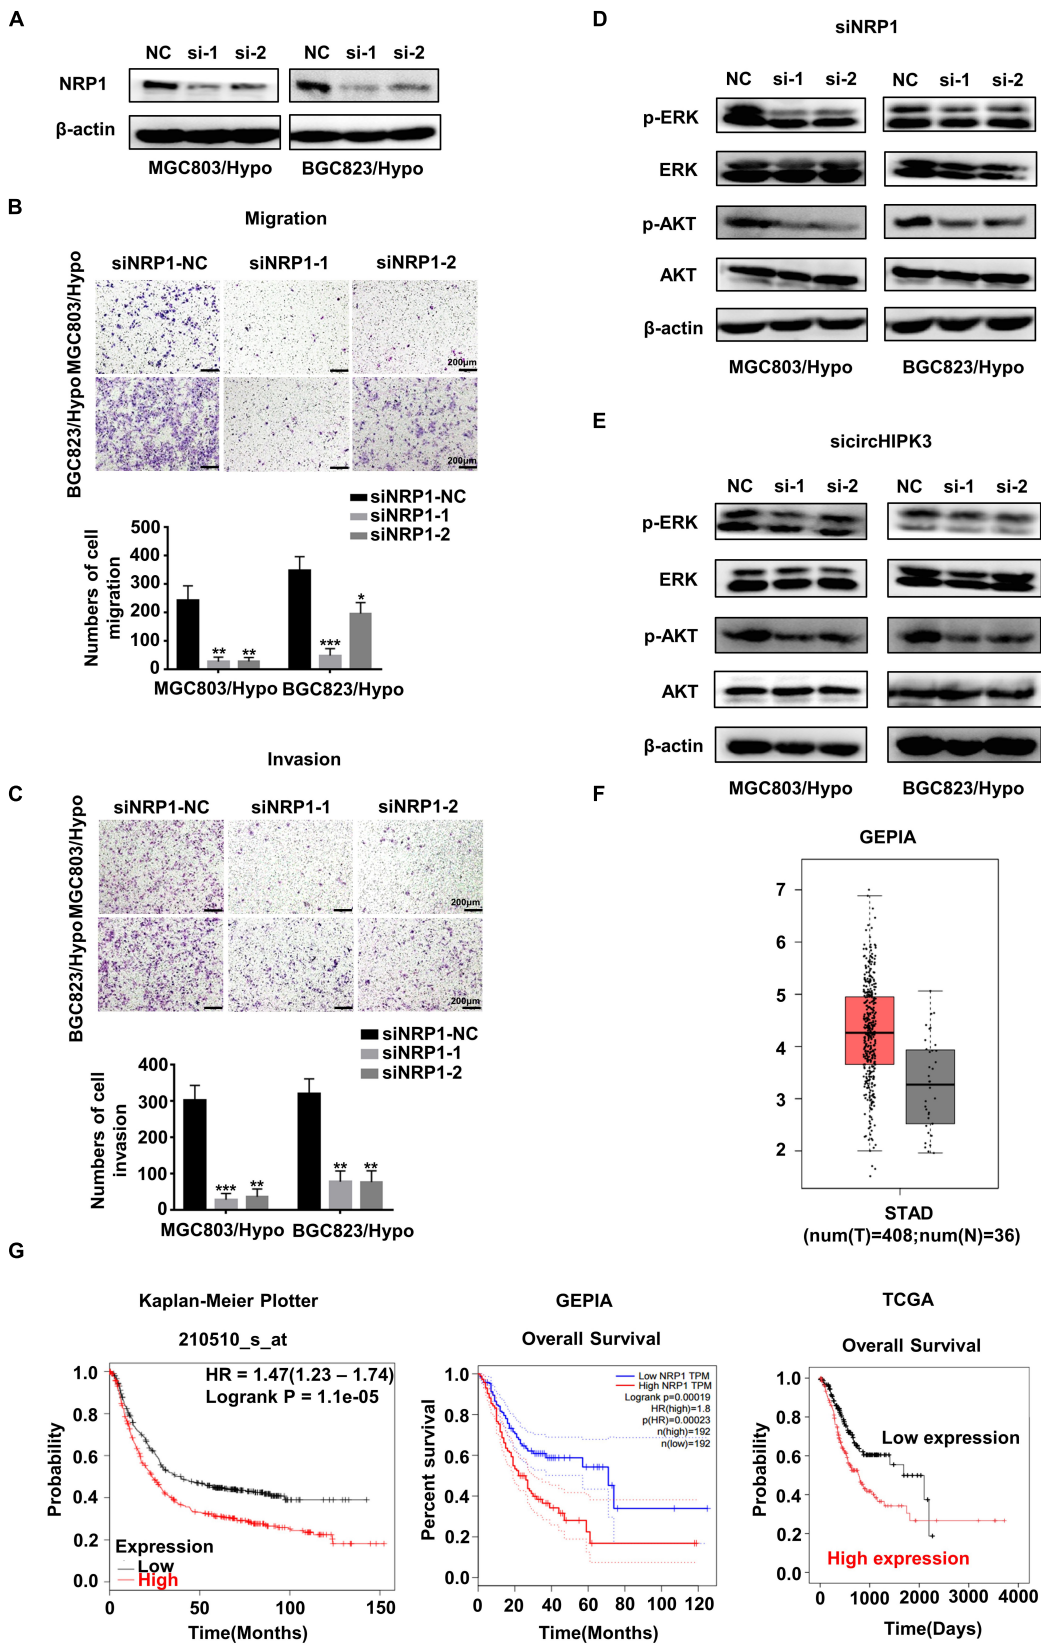 A
NC si-1 si-2 NC si-1 si-2
NRP1
β-actin
MGC803/Hypo BGC823/Hypo
B
Migration
siNRP1-NC siNRP1-1 siNRP1-2
MGC803/Hypo
200μm
BGC823/Hypo
200μm
siNRP1-NC
siNRP1-1
siNRP1-2
Numbers of cell
migration
500
400
300
200
100
0
** ** *** *
MGC803/Hypo BGC823/Hypo
Invasion
C
siNRP1-NC siNRP1-1 siNRP1-2
MGC803/Hypo
200μm
BGC823/Hypo
200μm
siNRP1-NC
siNRP1-1
siNRP1-2
Numbers of cell
invasion
400
300
200
100
0
*** ** ** **
MGC803/Hypo BGC823/Hypo
D
siNRP1
NC si-1 si-2 NC si-1 si-2
p-ERK
ERK
p-AKT
AKT
β-actin
MGC803/Hypo BGC823/Hypo
E
sicircHIPK3
NC si-1 si-2 NC si-1 si-2
p-ERK
ERK
p-AKT
AKT
β-actin
MGC803/Hypo BGC823/Hypo
F
GEPIA
7
6
5
4
3
2
STAD
(num(T)=408;num(N)=36)
G
Kaplan-Meier Plotter
210510_s_at
HR = 1.47(1.23 – 1.74)
Logrank P = 1.1e-05
Probability
1.0
0.8
0.6
0.4
0.2
0.0
Expression
Low
High
0 50 100 150
Time(Months)
GEPIA
Overall Survival
Low NRP1 TPM
High NRP1 TPM
Logrank p=0.00019
HR(high)=1.8
p(HR)=0.00023
n(high)=192
n(low)=192
Percent survival
1.0
0.8
0.6
0.4
0.2
0.0
0 20 40 60 80 100 120
Time(Months)
TCGA
Overall Survival
Low expression
High expression
Probability
1.0
0.8
0.6
0.4
0.2
0.0
0 1000 2000 3000 4000
Time(Days)